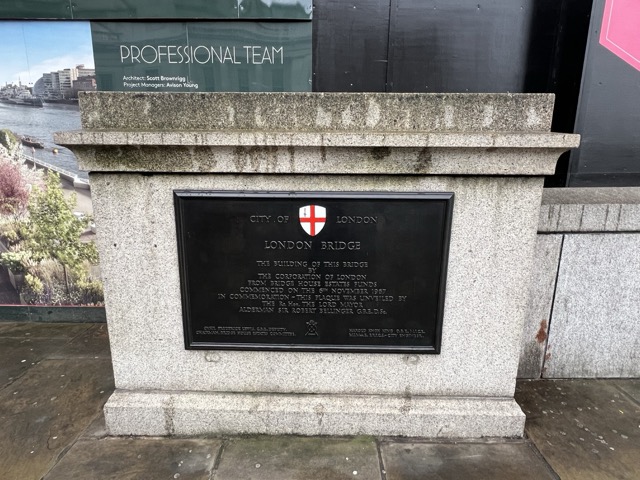 PROFESSIONAL TEAM
Architect: Scott Brownrigg
Project Managers: Avison Young
CITY OF LONDON
LONDON BRIDGE
THE BUILDING OF THIS BRIDGE
BY
THE CORPORATION OF LONDON
FROM BRIDGE HOUSE ESTATES FUNDS
COMMENCED ON THE 6TH NOVEMBER 1967
IN COMMEMORATION - THIS PLAQUE WAS UNVEILED BY
THE Rt Hon. THE LORD MAYOR
ALDERMAN SIR ROBERT BELLINGER G.B.E. D.Sc.